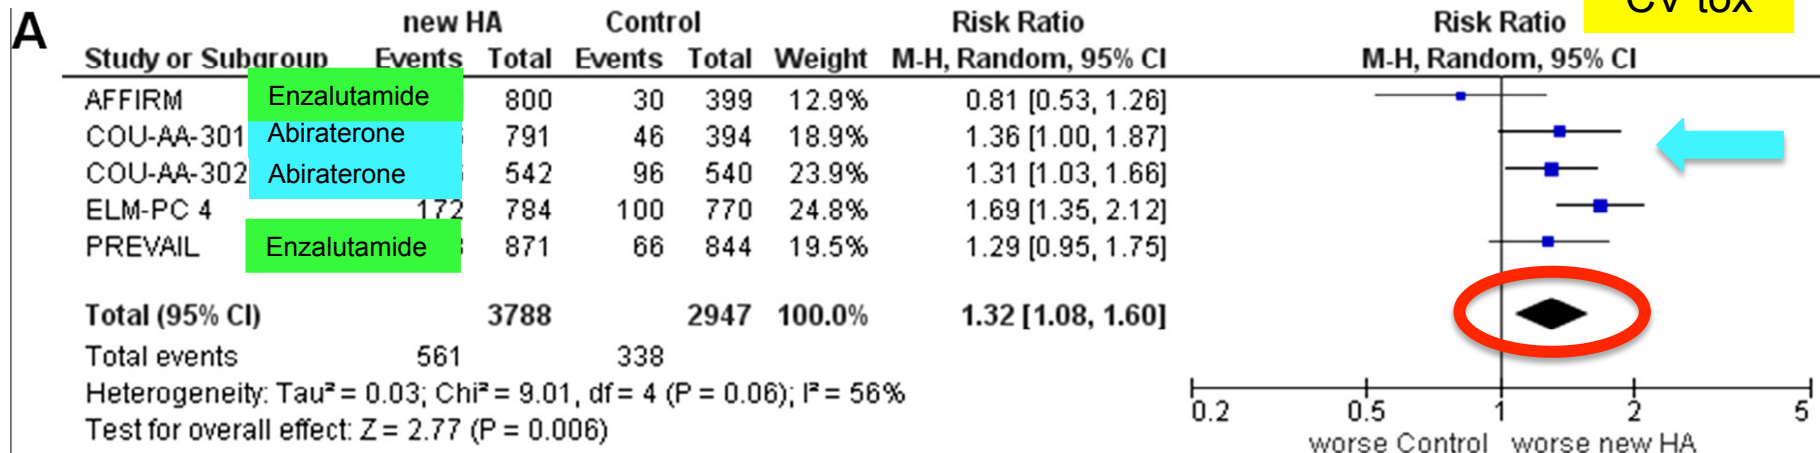 A
new HA Control Risk Ratio Risk Ratio CV tox
Study or Subgroup Events Total Events Total Weight M-H, Random, 95% CI M-H, Random, 95% CI
AFFIRM Enzalutamide 800 30 399 12.9% 0.81 [0.53, 1.26]
COU-AA-301 Abiraterone 791 46 394 18.9% 1.36 [1.00, 1.87]
COU-AA-302 Abiraterone 542 96 540 23.9% 1.31 [1.03, 1.66]
ELM-PC 4 172 784 100 770 24.8% 1.69 [1.35, 2.12]
PREVAIL Enzalutamide 871 66 844 19.5% 1.29 [0.95, 1.75]
Total (95% CI) 3788 2947 100.0% 1.32 [1.08, 1.60]
Total events 561 338
Heterogeneity: Tau² = 0.03; Chi² = 9.01, df = 4 (P = 0.06); I² = 56%
Test for overall effect: Z = 2.77 (P = 0.006)
0.2 0.5 1 2 5
worse Control worse new HA